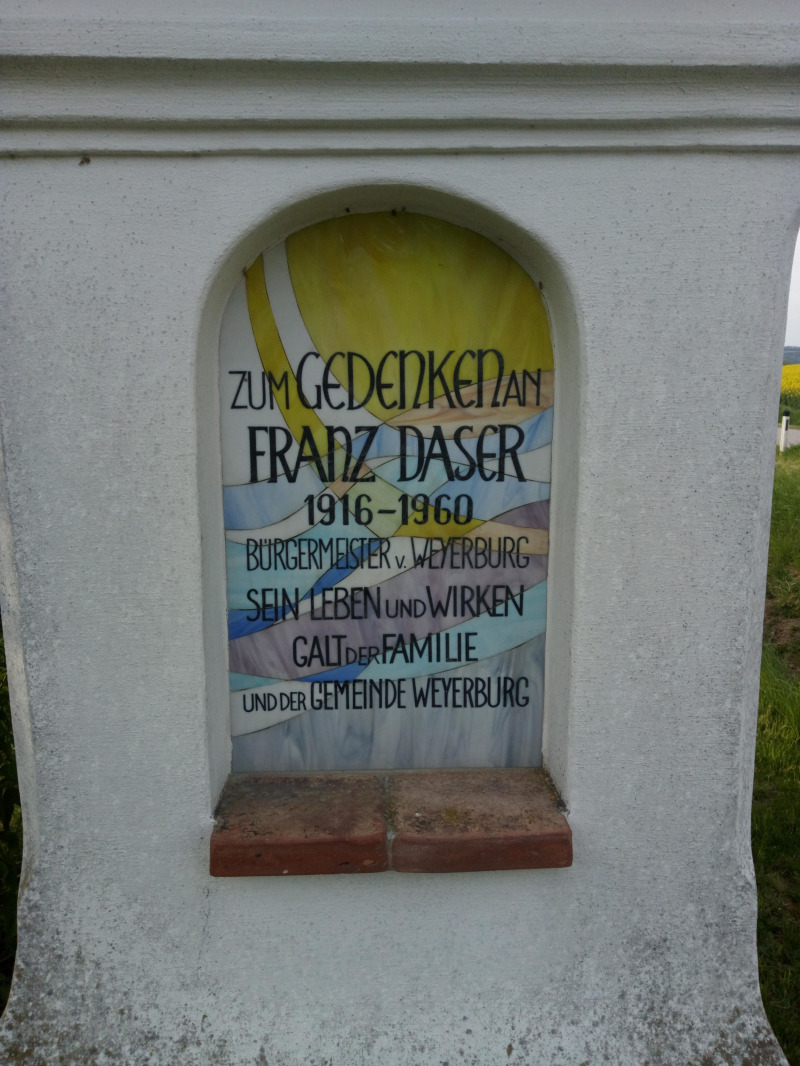 ZUM GEDENKEN AN
FRANZ DASER
1916-1960
BÜRGERMEISTER v. WEYERBURG
SEIN LEBEN UND WIRKEN
GALT DER FAMILIE
UND DER GEMEINDE WEYERBURG